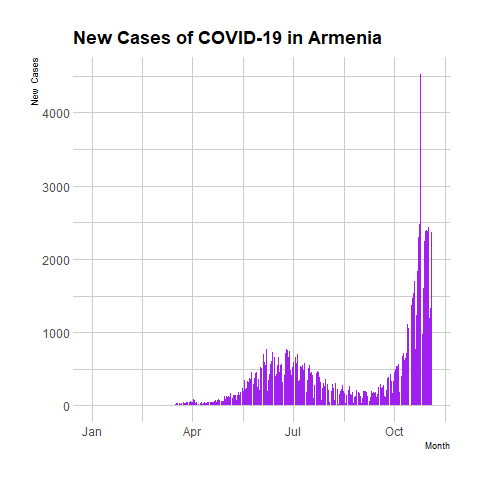 New Cases of COVID-19 in Armenia
New Cases
4000
3000
2000
1000
0
Jan Apr Jul Oct
Month